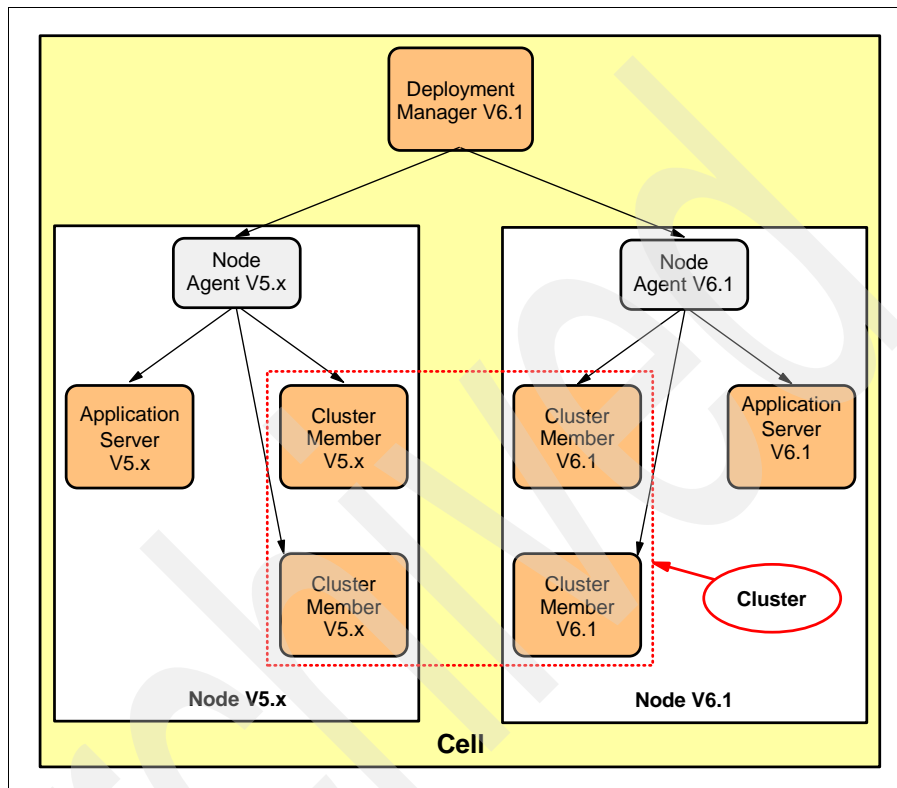 Deployment
Manager V6.1
Node
Agent V5.x
Node
Agent V6.1
Application
Server
V5.x
Cluster
Member
V5.x
Cluster
Member
V6.1
Application
Server
V6.1
Cluster
Member
V5.x
Cluster
Member
V6.1
Cluster
Node V5.x
Node V6.1
Cell
rchived